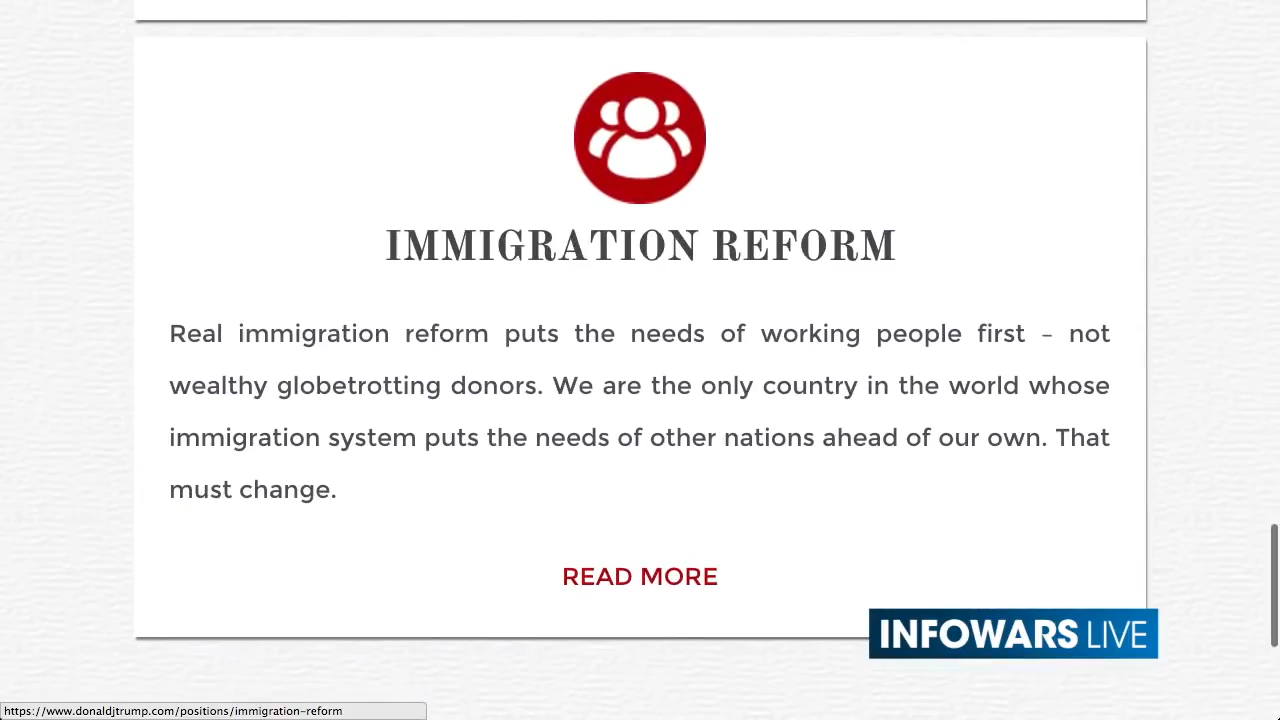 IMMIGRATION REFORM
Real immigration reform puts the needs of working people first – not
wealthy globetrotting donors. We are the only country in the world whose
immigration system puts the needs of other nations ahead of our own. That
must change.
READ MORE
INFOWARS LIVE
https://www.donaldjtrump.com/positions/immigration-reform